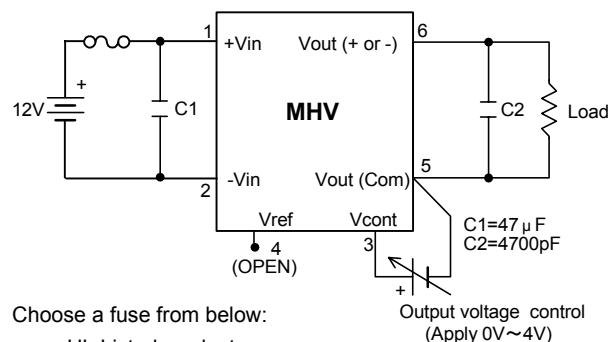 1
+Vin
Vout (+ or -)
6
+
12V
C1
MHV
C2
Load
2
-Vin
Vout (Com)
5
Vref
Vcont
4
3
(OPEN)
C1=47μF
C2=4700pF
+
Choose a fuse from below:
Output voltage control
(Apply 0V～4V)